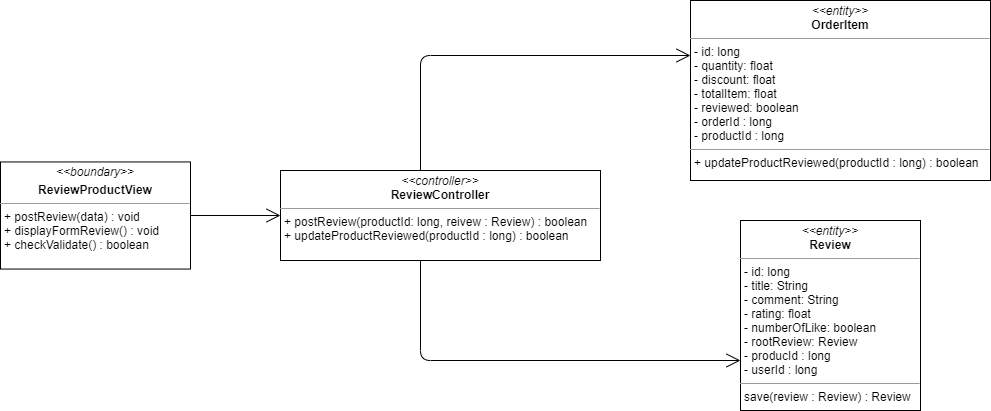 <<entity>>
OrderItem
- id: long
- quantity: float
- discount: float
- totalItem: float
- reviewed: boolean
- orderId : long
- productId : long
+ updateProductReviewed(productId : long) : boolean
<<boundary>>
ReviewProductView
+ postReview(data) : void
+ displayFormReview() : void
+ checkValidate() : boolean
<<controller>>
ReviewController
+ postReview(productId: long, reivew : Review) : boolean
+ updateProductReviewed(productId : long) : boolean
<<entity>>
Review
- id: long
- title: String
- comment: String
- rating: float
- numberOfLike: boolean
- rootReview: Review
- producId : long
- userId : long
save(review : Review) : Review